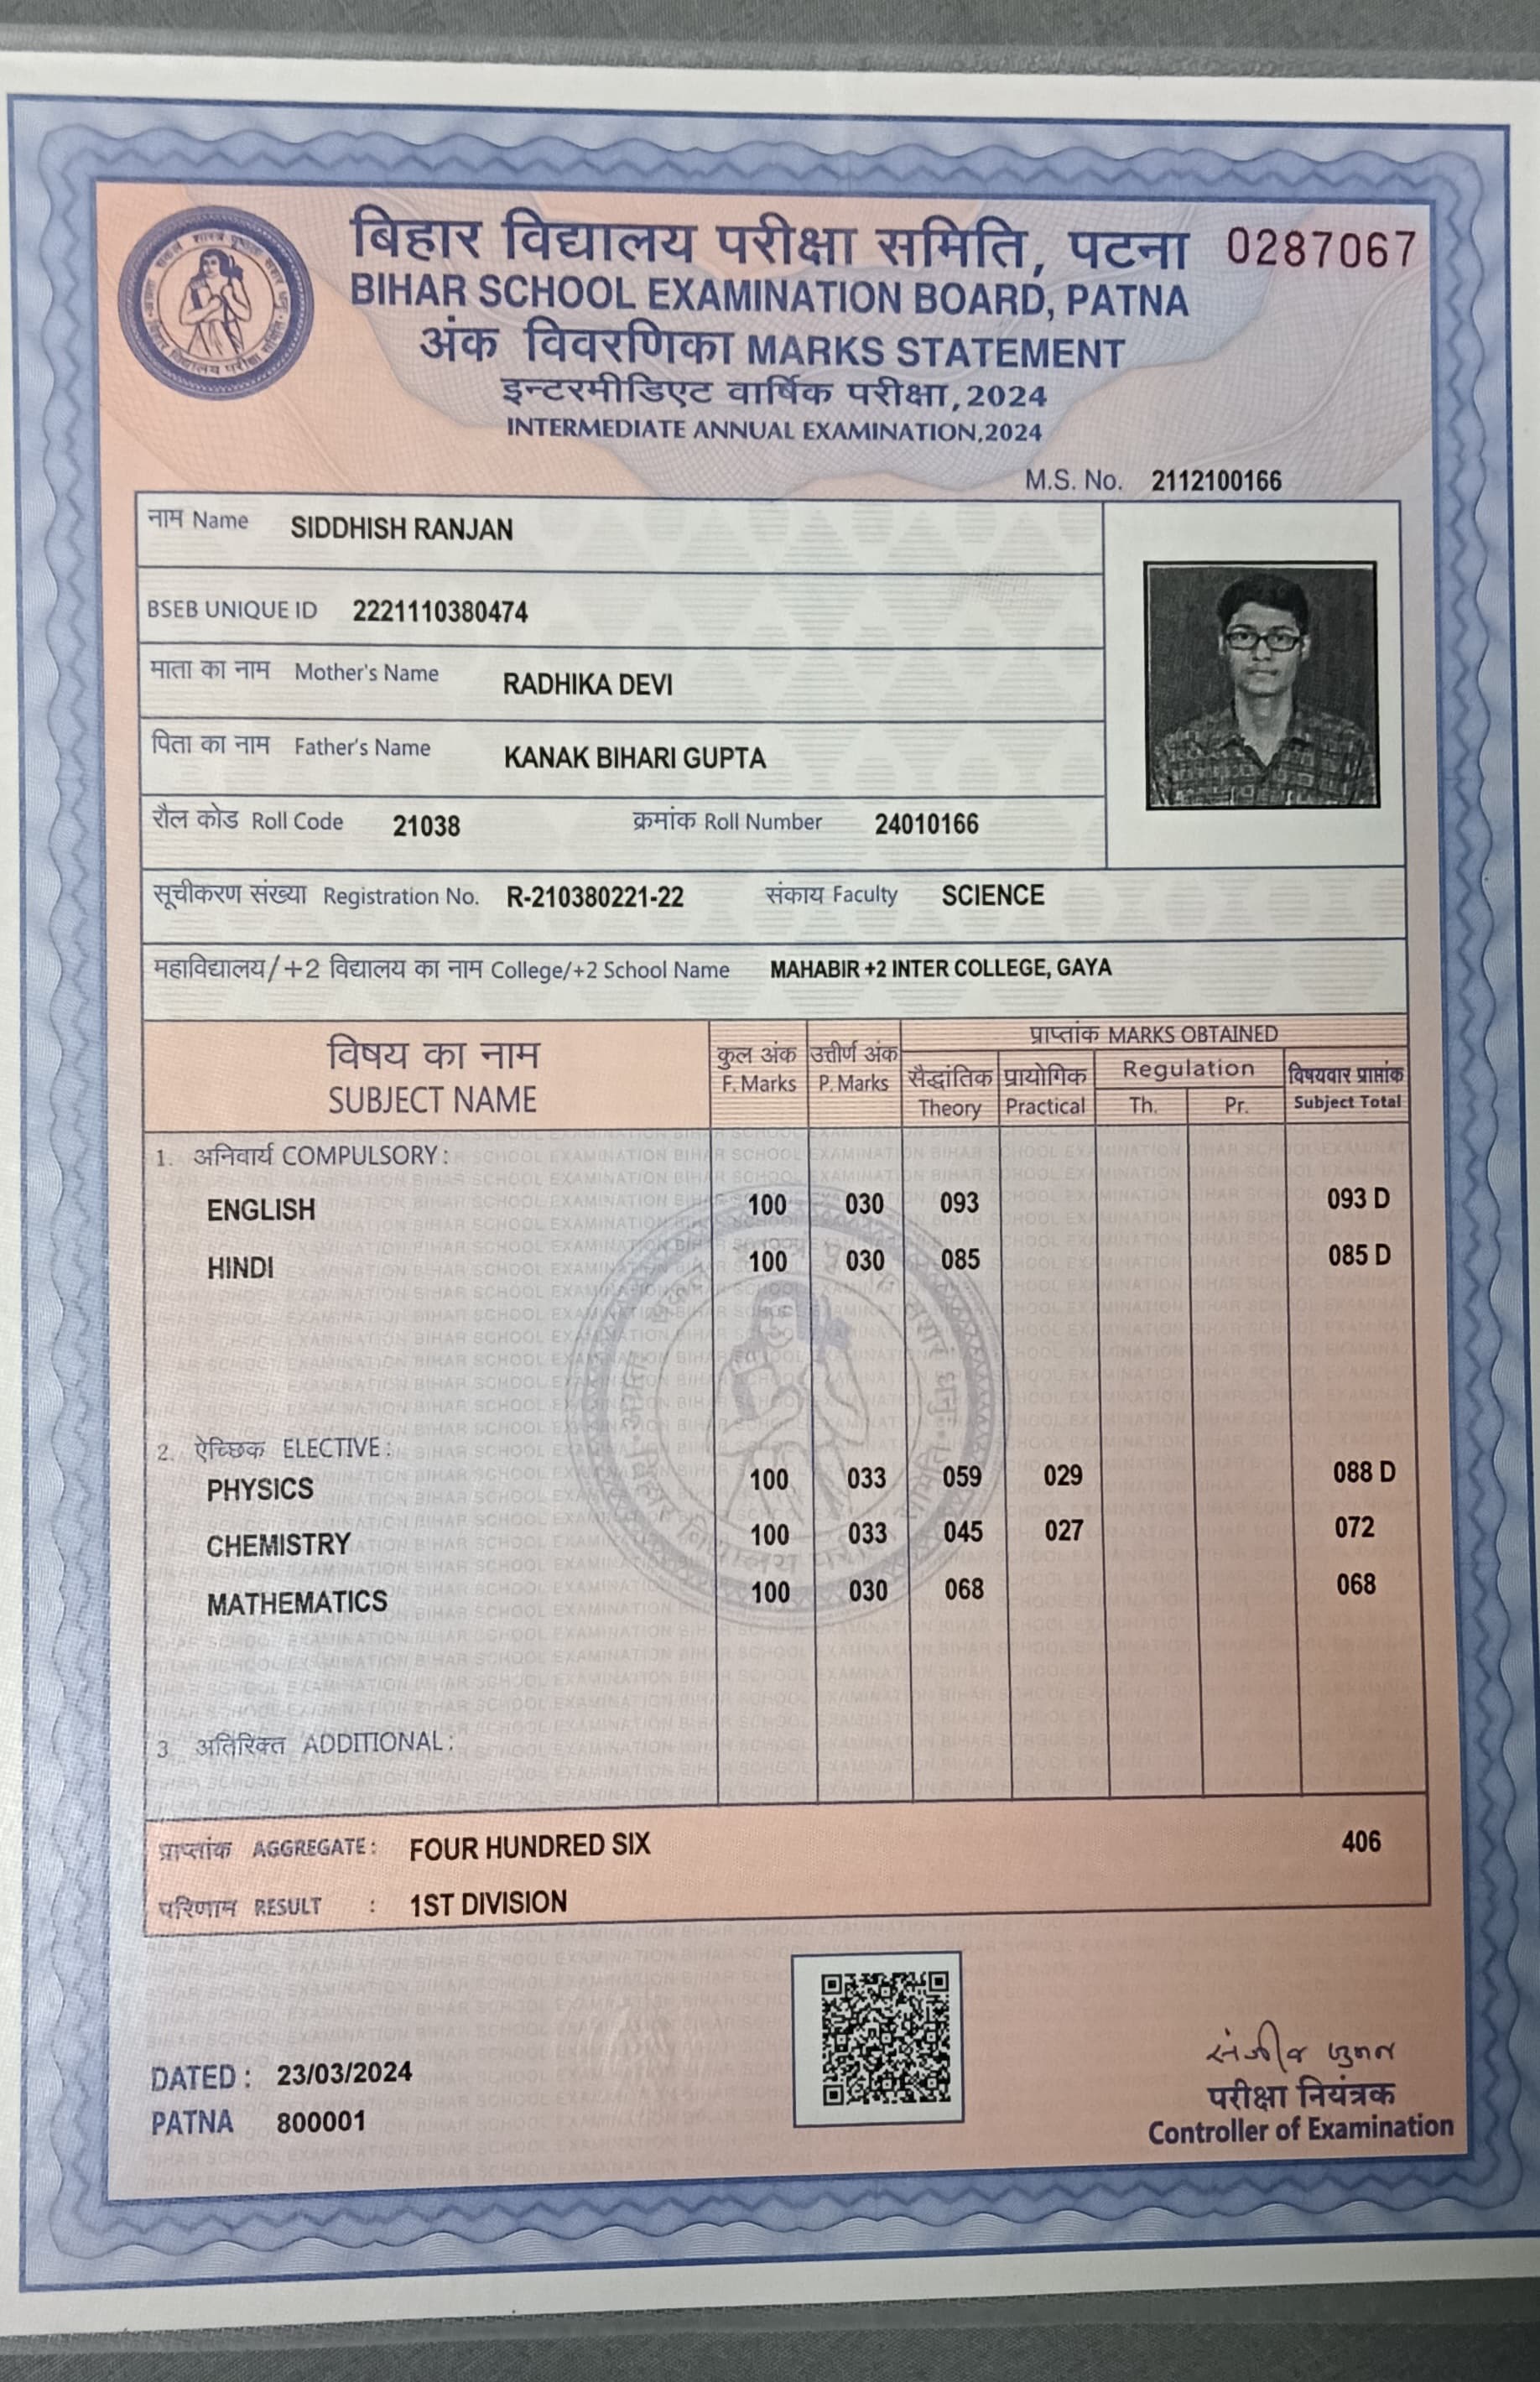 बिहार विद्यालय परीक्षा समिति, पटना 0287067
BIHAR SCHOOL EXAMINATION BOARD, PATNA
अंक विवरणिका MARKS STATEMENT
इन्टरमीडिएट वार्षिक परीक्षा,2024
INTERMEDIATE ANNUAL EXAMINATION,2024
M.S. No. 2112100166
नाम Name SIDDHISH RANJAN
BSEB UNIQUE ID 2221110380474
माता का नाम Mother's Name RADHIKA DEVI
पिता का नाम Father's Name KANAK BIHARI GUPTA
रौल कोड Roll Code 21038 क्रमांक Roll Number 24010166
सूचीकरण संख्या Registration No. R-210380221-22 संकाय Faculty SCIENCE
महाविद्यालय/+2 विद्यालय का नाम College/+2 School Name MAHABIR +2 INTER COLLEGE, GAYA
विषय का नाम कुल अंक उत्तीर्ण अंक प्राप्तांक MARKS OBTAINED
SUBJECT NAME F.Marks P.Marks सैद्धांतिक प्रायोगिक Regulation विषयवार प्राप्तांक
Theory Practical Th. Pr. Subject Total
1. अनिवार्य COMPULSORY:
ENGLISH 100 030 093 093 D
HINDI 100 030 085 085 D
2. ऐच्छिक ELECTIVE:
PHYSICS 100 033 059 029 088 D
CHEMISTRY 100 033 045 027 072
MATHEMATICS 100 030 068 068
3 अतिरिक्त ADDITIONAL:
प्राप्तांक AGGREGATE: FOUR HUNDRED SIX 406
परिणाम RESULT : 1ST DIVISION
DATED: 23/03/2024
PATNA 800001
परीक्षा नियंत्रक
Controller of Examination